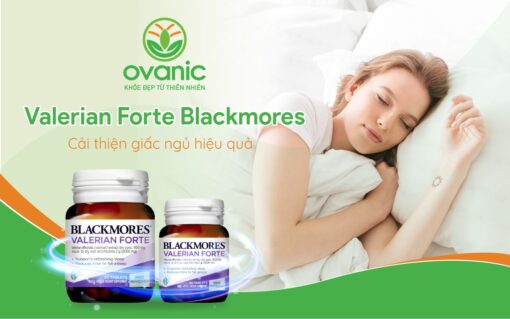 ovanic
KHỎE ĐẸP TỪ THIÊN NHIÊN
Valerian Forte Blackmores
Cải thiện giấc ngủ hiệu quả
BLACKMORES
VALERIAN FORTE
BLACKMORES
VALERIAN FORTE